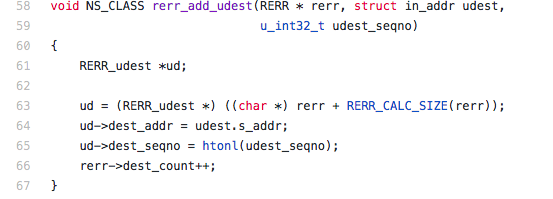 58 void NS_CLASS rerr_add_udest(RERR * rerr, struct in_addr udest,
59                              u_int32_t udest_seqno)
60 {
61     RERR_udest *ud;
62
63     ud = (RERR_udest *) ((char *) rerr + RERR_CALC_SIZE(rerr));
64     ud->dest_addr = udest.s_addr;
65     ud->dest_seqno = htonl(udest_seqno);
66     rerr->dest_count++;
67 }